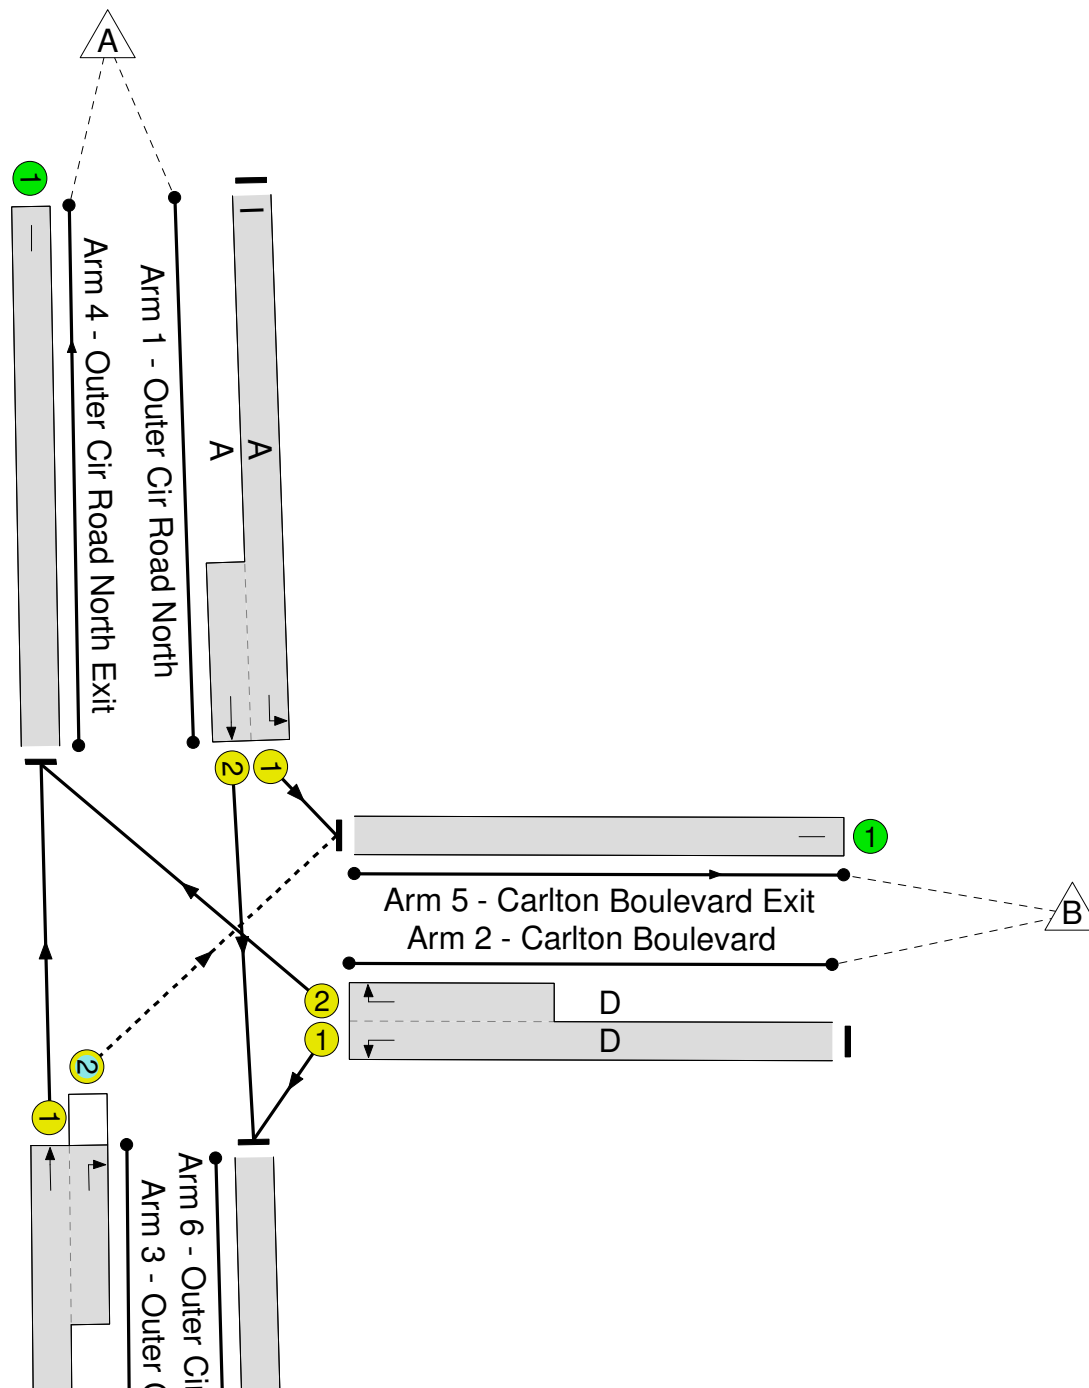 A
1
Arm 4 - Outer Cir Road North Exit
Arm 1 - Outer Cir Road North
A
A
2
1
1
Arm 5 - Carlton Boulevard Exit
Arm 2 - Carlton Boulevard
B
2
D
1
D
2
1
Arm 6 - Outer
Arm 3 - Outer